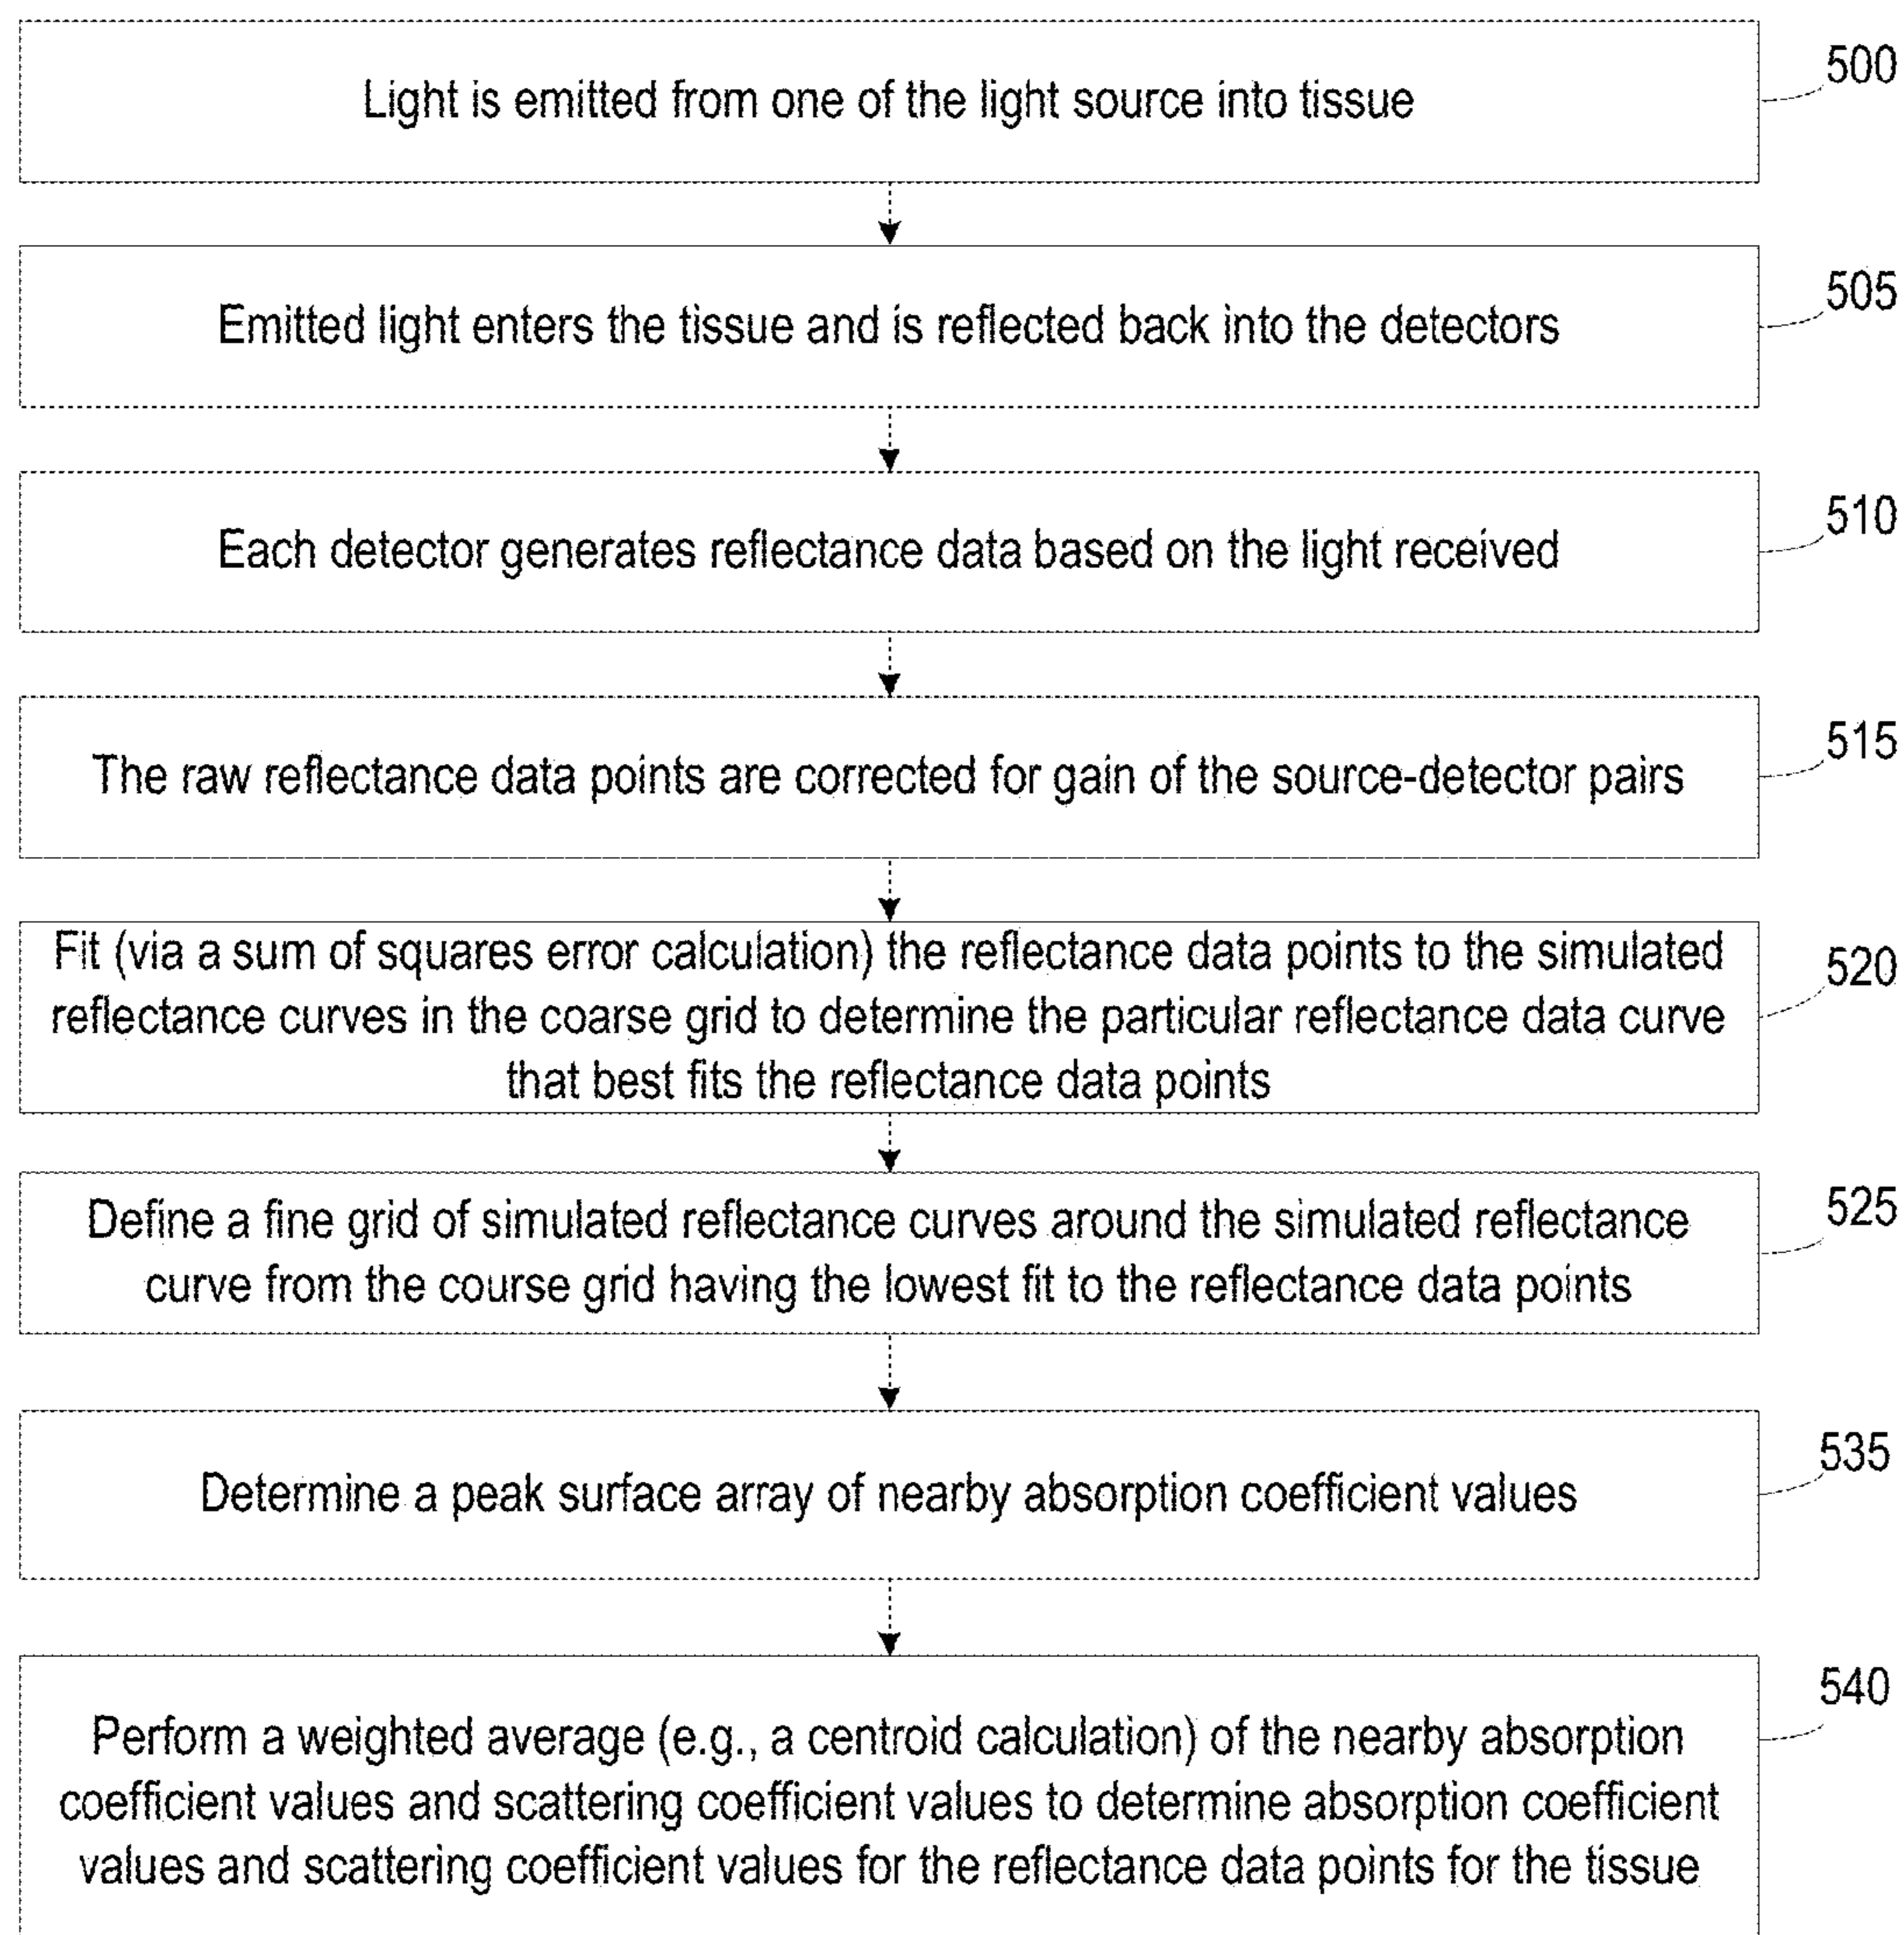 Light is emitted from one of the light source into tissue
500
Emitted light enters the tissue and is reflected back into the detectors
505
Each detector generates reflectance data based on the light received
510
The raw reflectance data points are corrected for gain of the source-detector pairs
515
Fit (via a sum of squares error calculation) the reflectance data points to the simulated
reflectance curves in the coarse grid to determine the particular reflectance data curve
that best fits the reflectance data points
520
Define a fine grid of simulated reflectance curves around the simulated reflectance
curve from the course grid having the lowest fit to the reflectance data points
525
Determine a peak surface array of nearby absorption coefficient values
535
Perform a weighted average (e.g., a centroid calculation) of the nearby absorption
coefficient values and scattering coefficient values to determine absorption coefficient
values and scattering coefficient values for the reflectance data points for the tissue
540